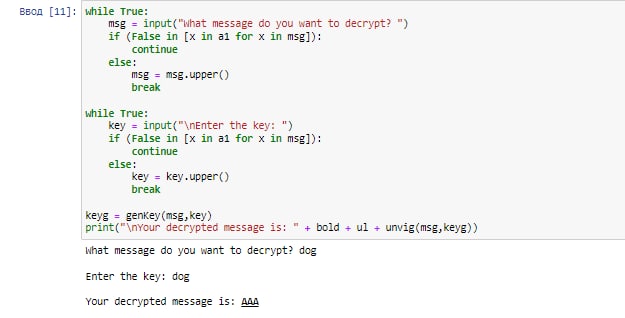 Ввод [11]: while True:
    msg = input("What message do you want to decrypt? ")
    if (False in [x in a1 for x in msg]):
        continue
    else:
        msg = msg.upper()
        break
while True:
    key = input("\nEnter the key: ")
    if (False in [x in a1 for x in msg]):
        continue
    else:
        key = key.upper()
        break
keyg = genKey(msg,key)
print("\nYour decrypted message is: " + bold + ul + unvig(msg,keyg))
What message do you want to decrypt? dog
Enter the key: dog
Your decrypted message is: AAA